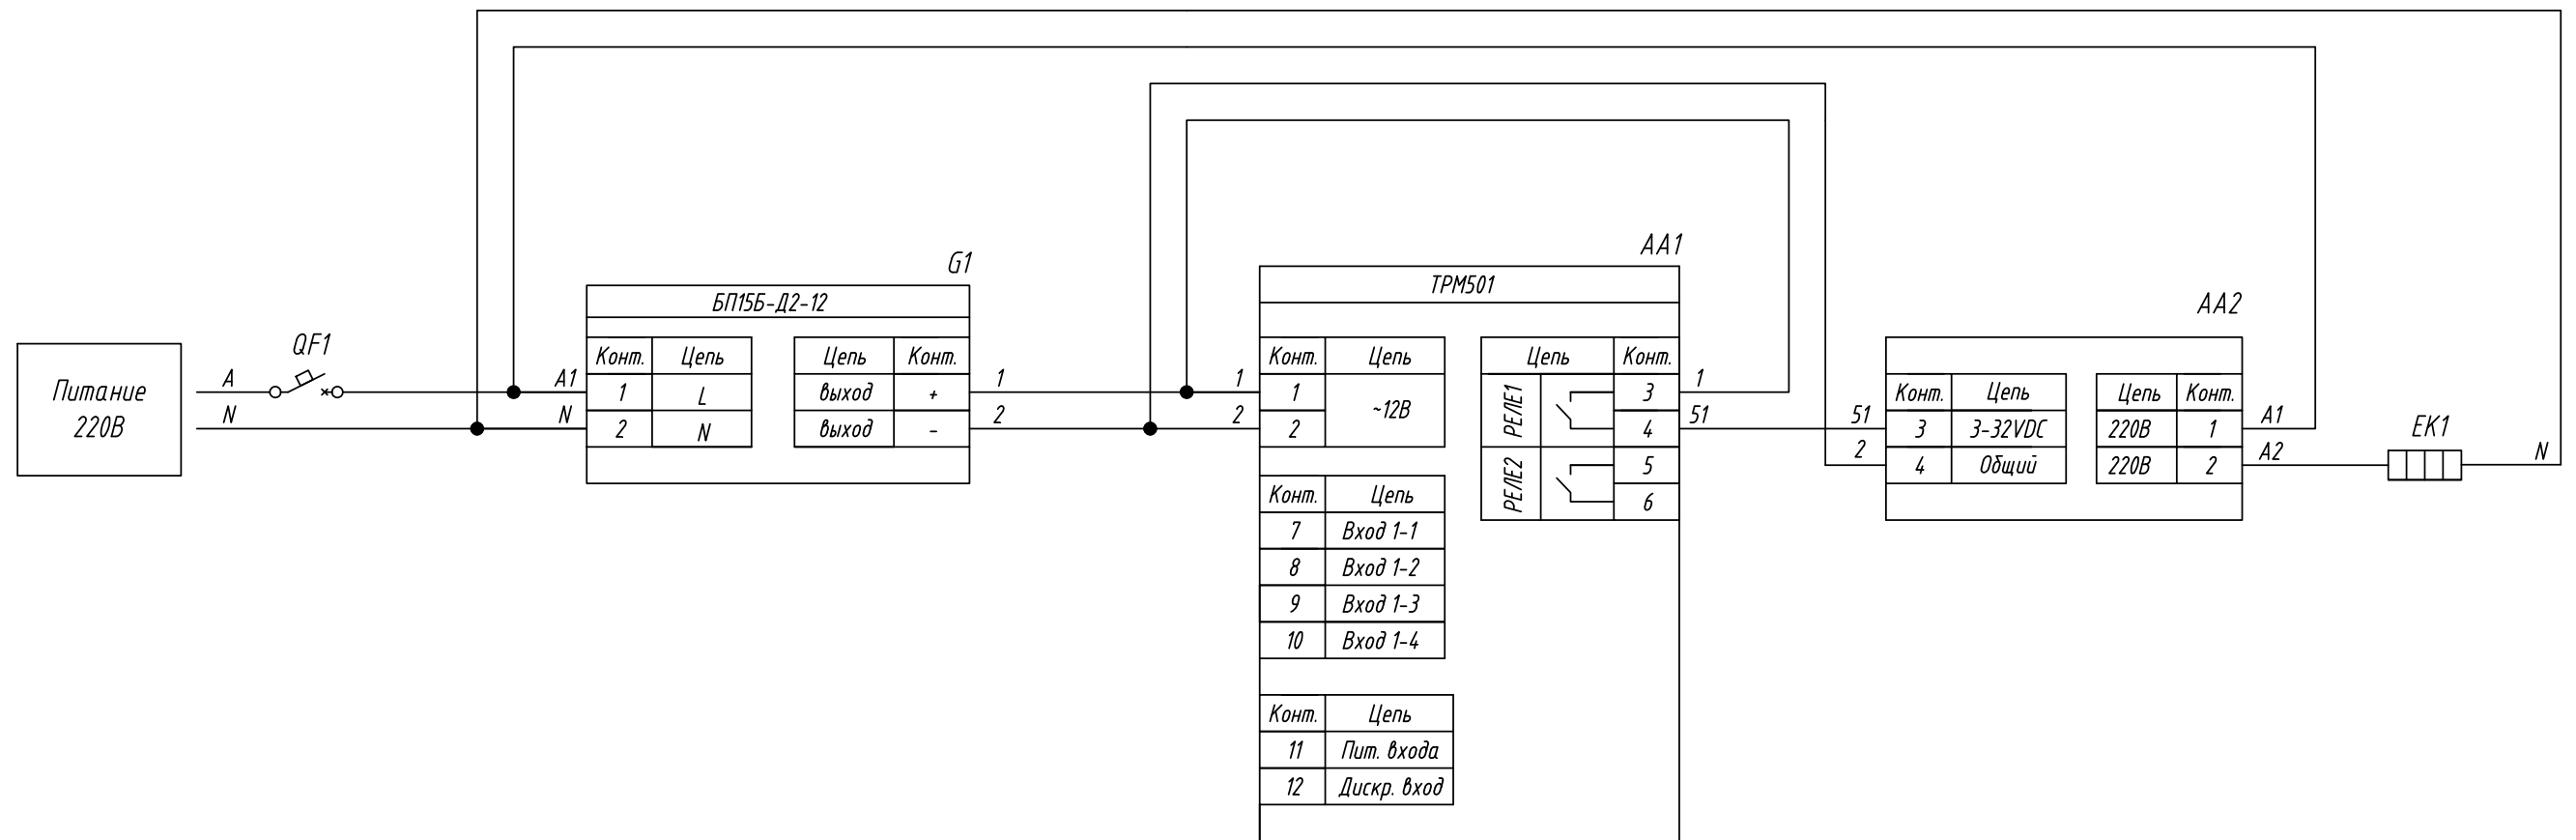 Питание
220В
A
N
QF1
A1
N
G1
БП15Б-Д2-12
Конт. Цепь Цепь Конт.
1 L выход +
2 N выход -
1
2
1
2
AA1
ТРМ501
Конт. Цепь
1 ~12В
2
Цепь Конт.
РЕЛЕ1 3
4
РЕЛЕ2 5
6
Конт. Цепь
7 Вход 1-1
8 Вход 1-2
9 Вход 1-3
10 Вход 1-4
Конт. Цепь
11 Пит. входа
12 Дискр. вход
1
51
51
2
AA2
Конт. Цепь Цепь Конт.
3 3-32VDC 220В 1
4 Общий 220В 2
A1
A2
EK1
N